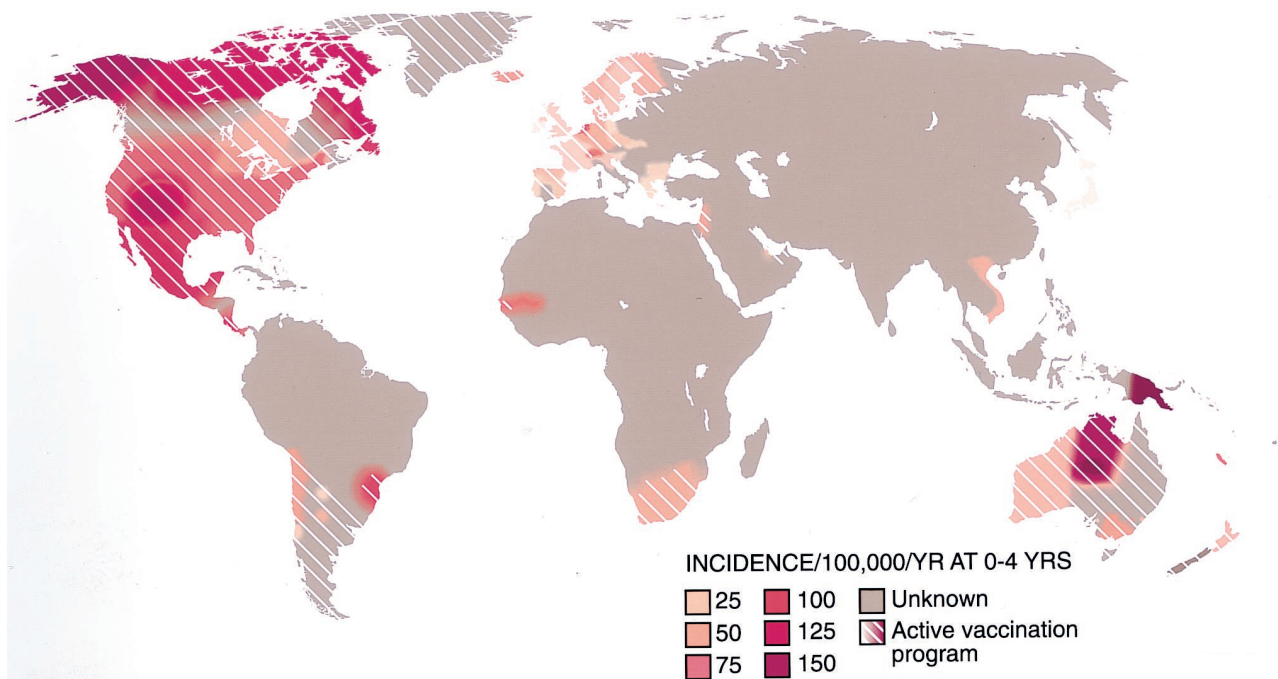 INCIDENCE/100,000/YR AT 0-4 YRS
25 100 Unknown
50 125 Active vaccination
75 150 program